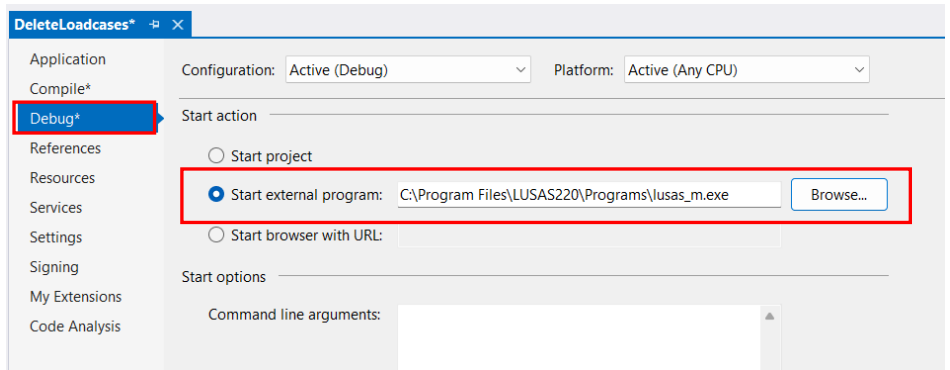 DeleteLoadcases*
Application
Configuration: Active (Debug) Platform: Active (Any CPU)
Compile*
Debug*
Start action
References
Start project
Resources
Start external program: C:\Program Files\LUSAS220\Programs\lusas_m.exe Browse...
Services
Settings
Start browser with URL:
Signing
Start options
My Extensions
Command line arguments:
Code Analysis